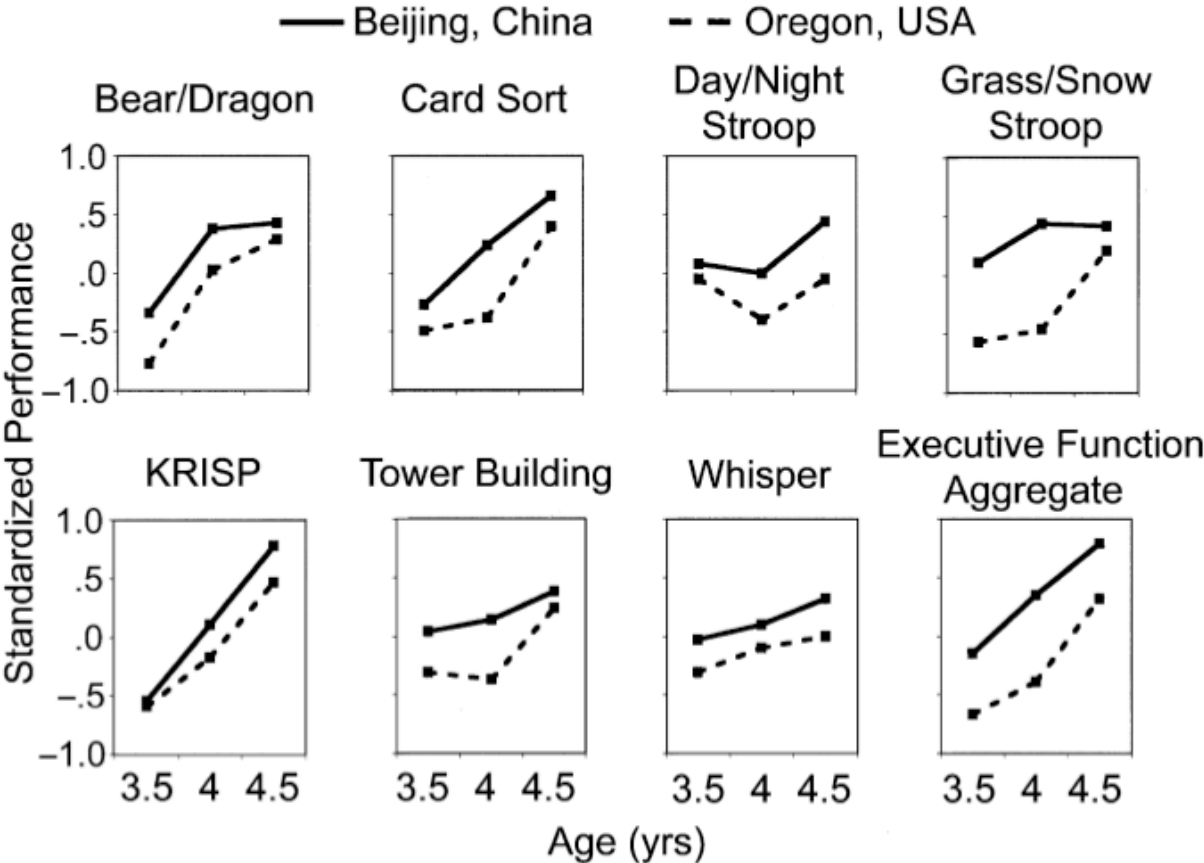 Beijing, China Oregon, USA
Bear/Dragon
Card Sort
Day/Night
Stroop
Grass/Snow
Stroop
Standardized Performance
1.0
.5
.0
–.5
–1.0
KRISP
Tower Building
Whisper
Executive Function
Aggregate
1.0
.5
.0
–.5
–1.0
3.5 4 4.5
3.5 4 4.5
3.5 4 4.5
3.5 4 4.5
Age (yrs)